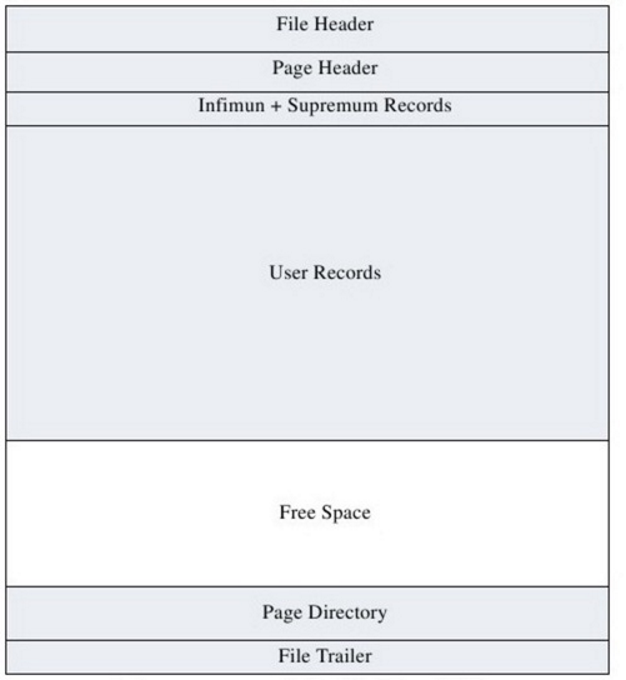 File Header
Page Header
Infimun + Supremum Records
User Records
Free Space
Page Directory
File Trailer